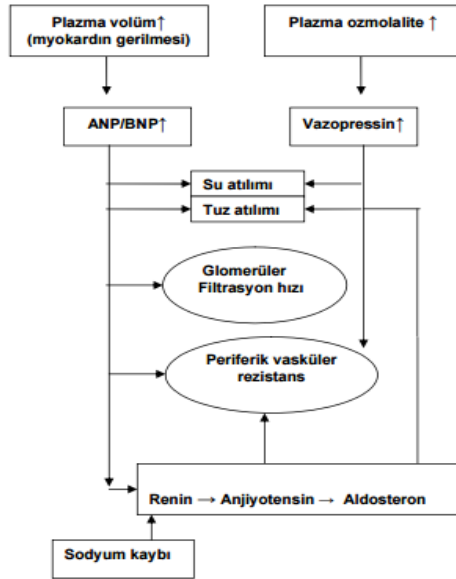 Plazma volüm↑
(myokardın gerilmesi)
Plazma ozmolalite ↑
ANP/BNP↑
Vazopressin↑
Su atılımı
Tuz atılımı
Glomerüler
Filtrasyon hızı
Periferik vasküler
rezistans
Renin → Anjiyotensin → Aldosteron
Sodyum kaybı